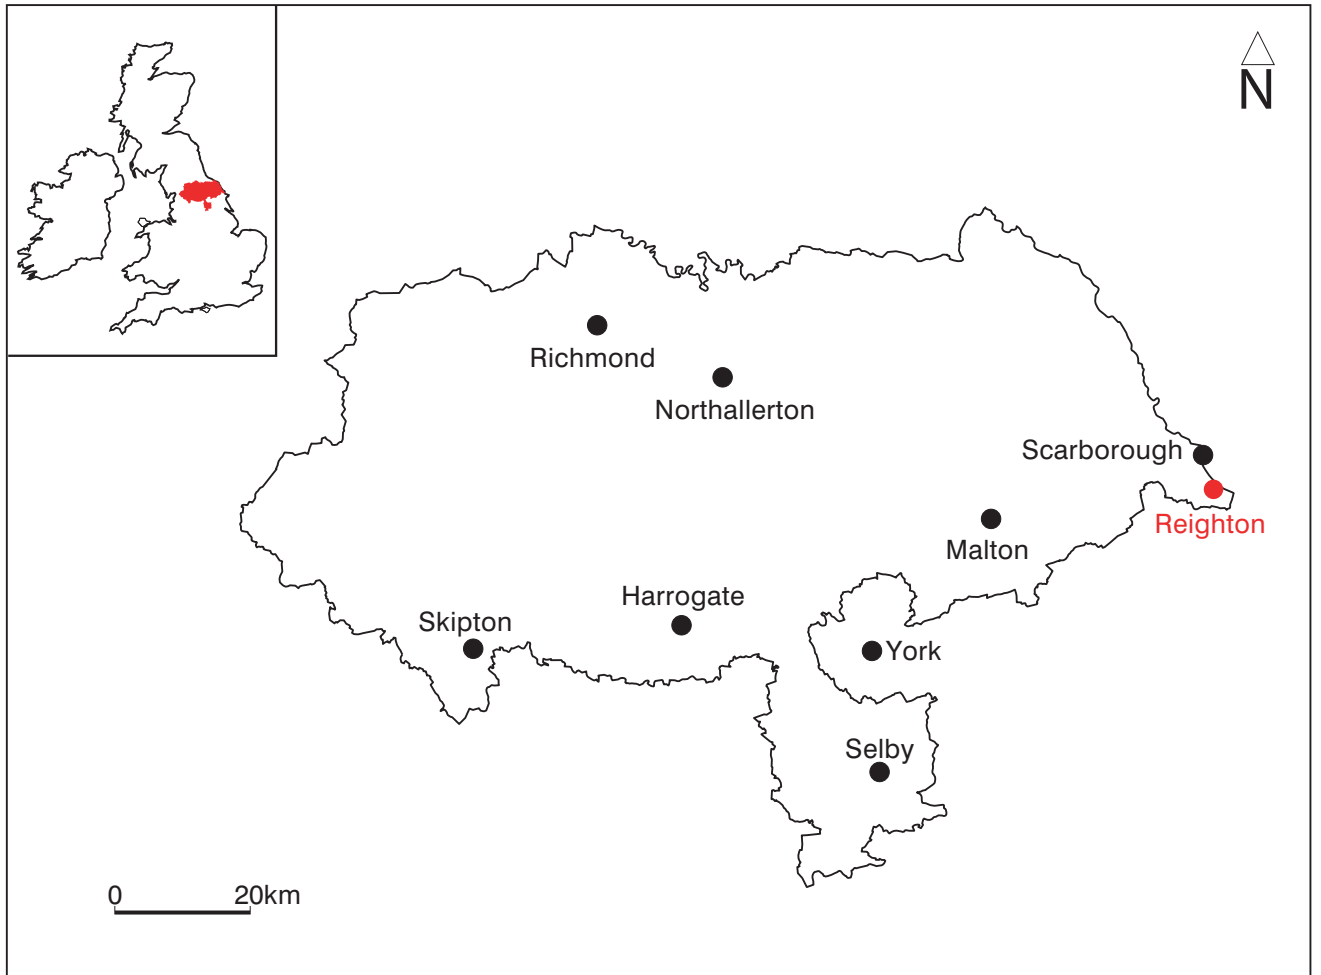 N
Richmond
Northallerton
Scarborough
Reighton
Malton
Harrogate
Skipton
York
Selby
0 20km